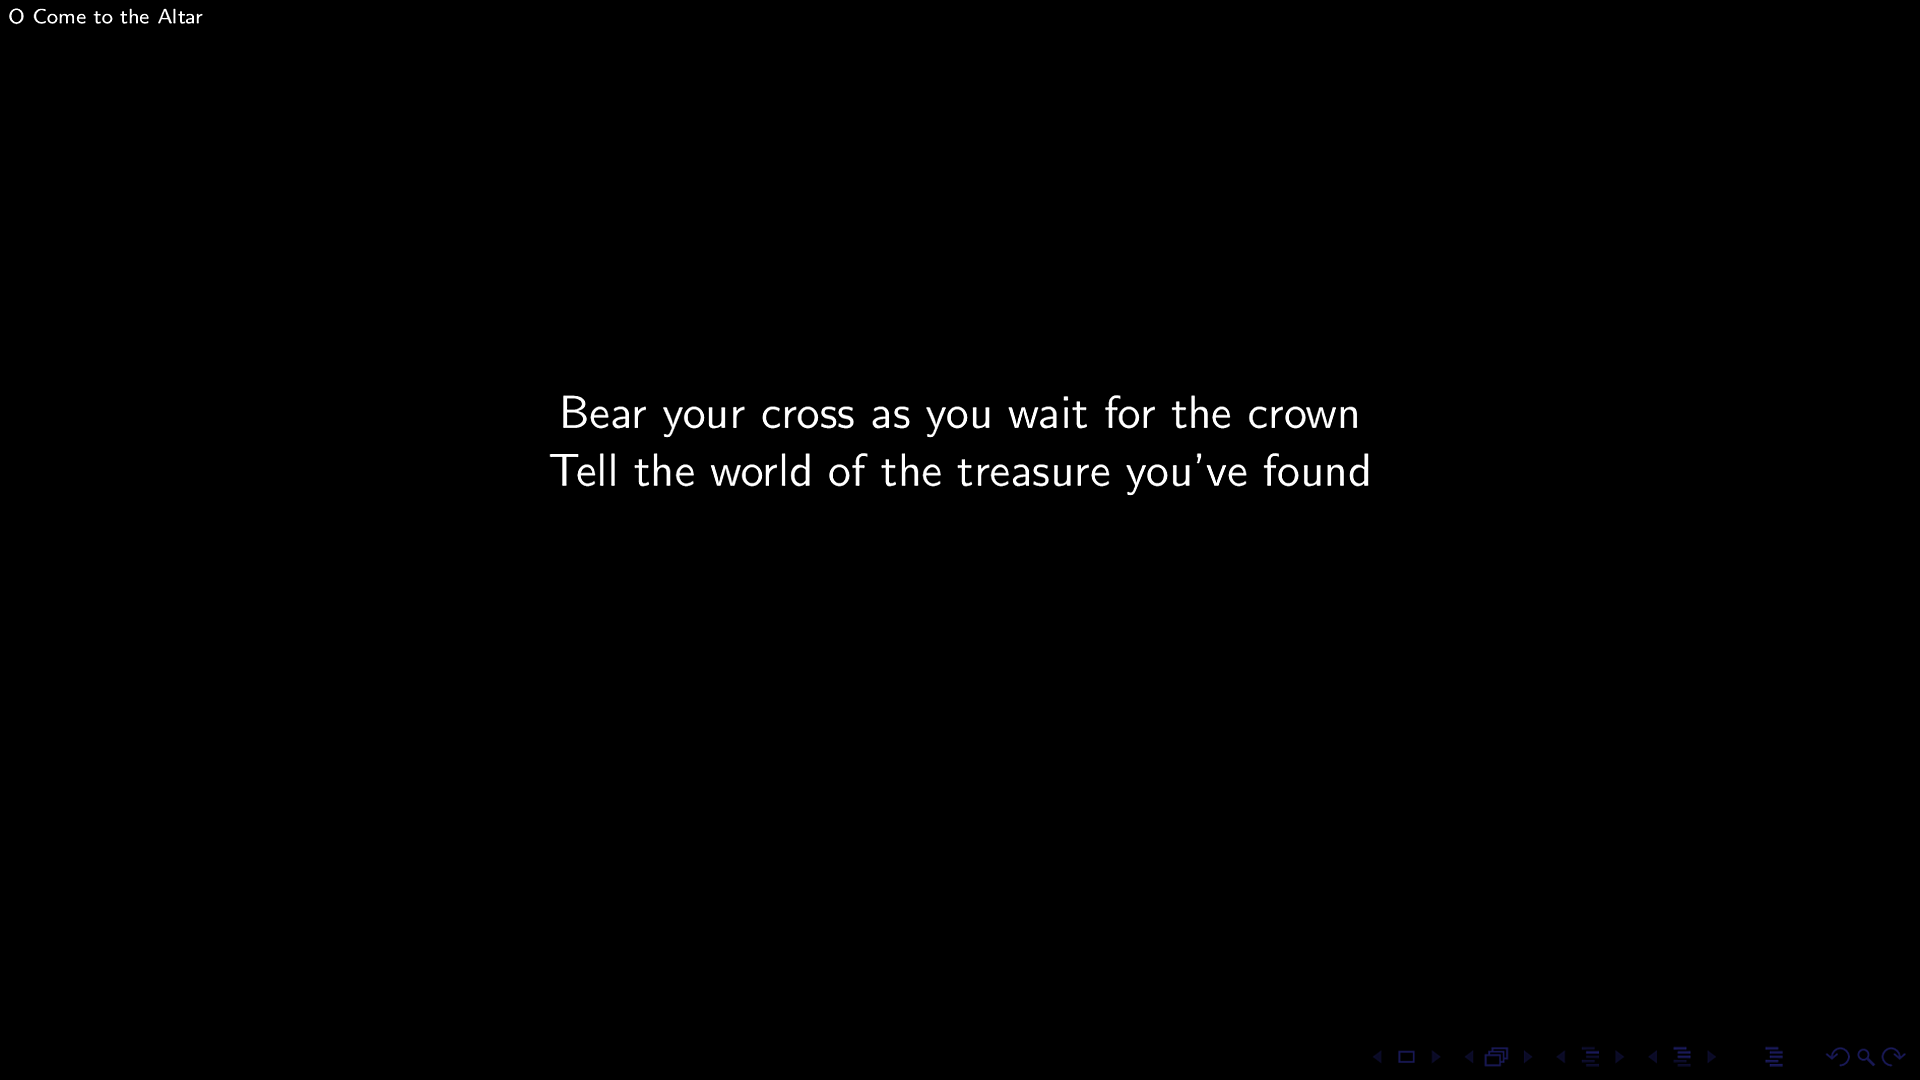 O Come to the Altar
Bear your cross as you wait for the crown
Tell the world of the treasure you've found